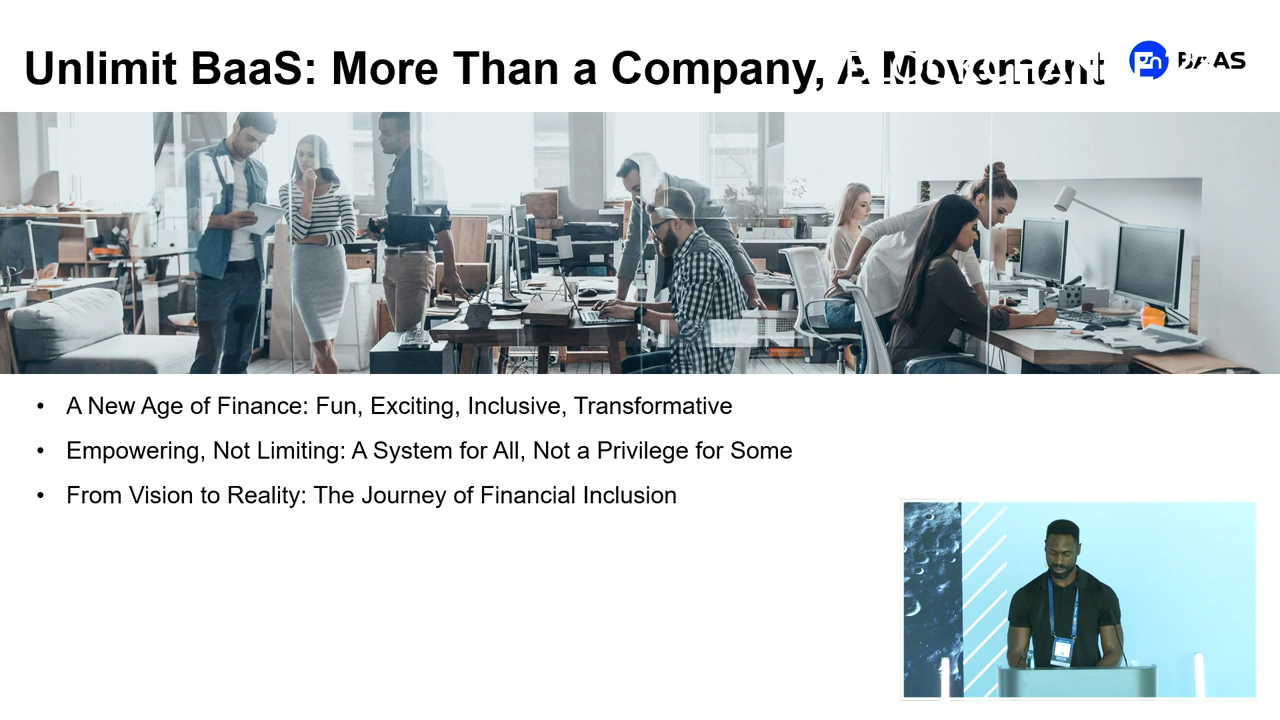 Unlimit BaaS: More Than a Company, A Movement
BAAS
• A New Age of Finance: Fun, Exciting, Inclusive, Transformative
• Empowering, Not Limiting: A System for All, Not a Privilege for Some
• From Vision to Reality: The Journey of Financial Inclusion